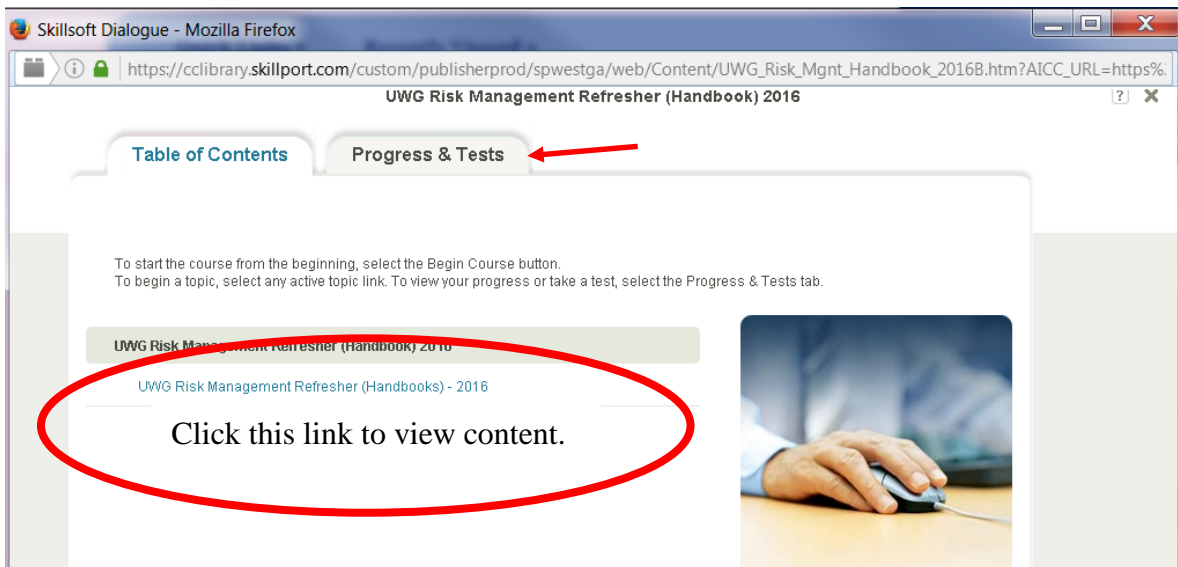 Skillsoft Dialogue - Mozilla Firefox
https://cclibrary.skillport.com/custom/publisherprod/spwestga/web/Content/UWG_Risk_Mgnt_Handbook_2016B.htm?AICC_URL=https%:
UWG Risk Management Refresher (Handbook) 2016
?
Table of Contents Progress & Tests
To start the course from the beginning, select the Begin Course button.
To begin a topic, select any active topic link. To view your progress or take a test, select the Progress & Tests tab.
UWG Risk Management Refresher (Handbook) 2016
UWG Risk Management Refresher (Handbooks) - 2016
Click this link to view content.